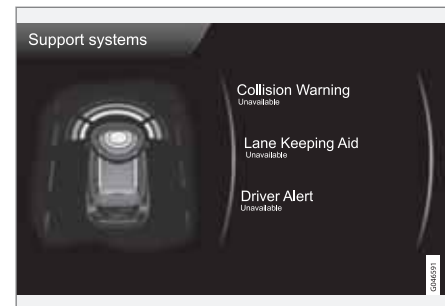 Support systems
Collision Warning
Unavailable
Lane Keeping Aid
Unavailable
Driver Alert
Unavailable
G046591